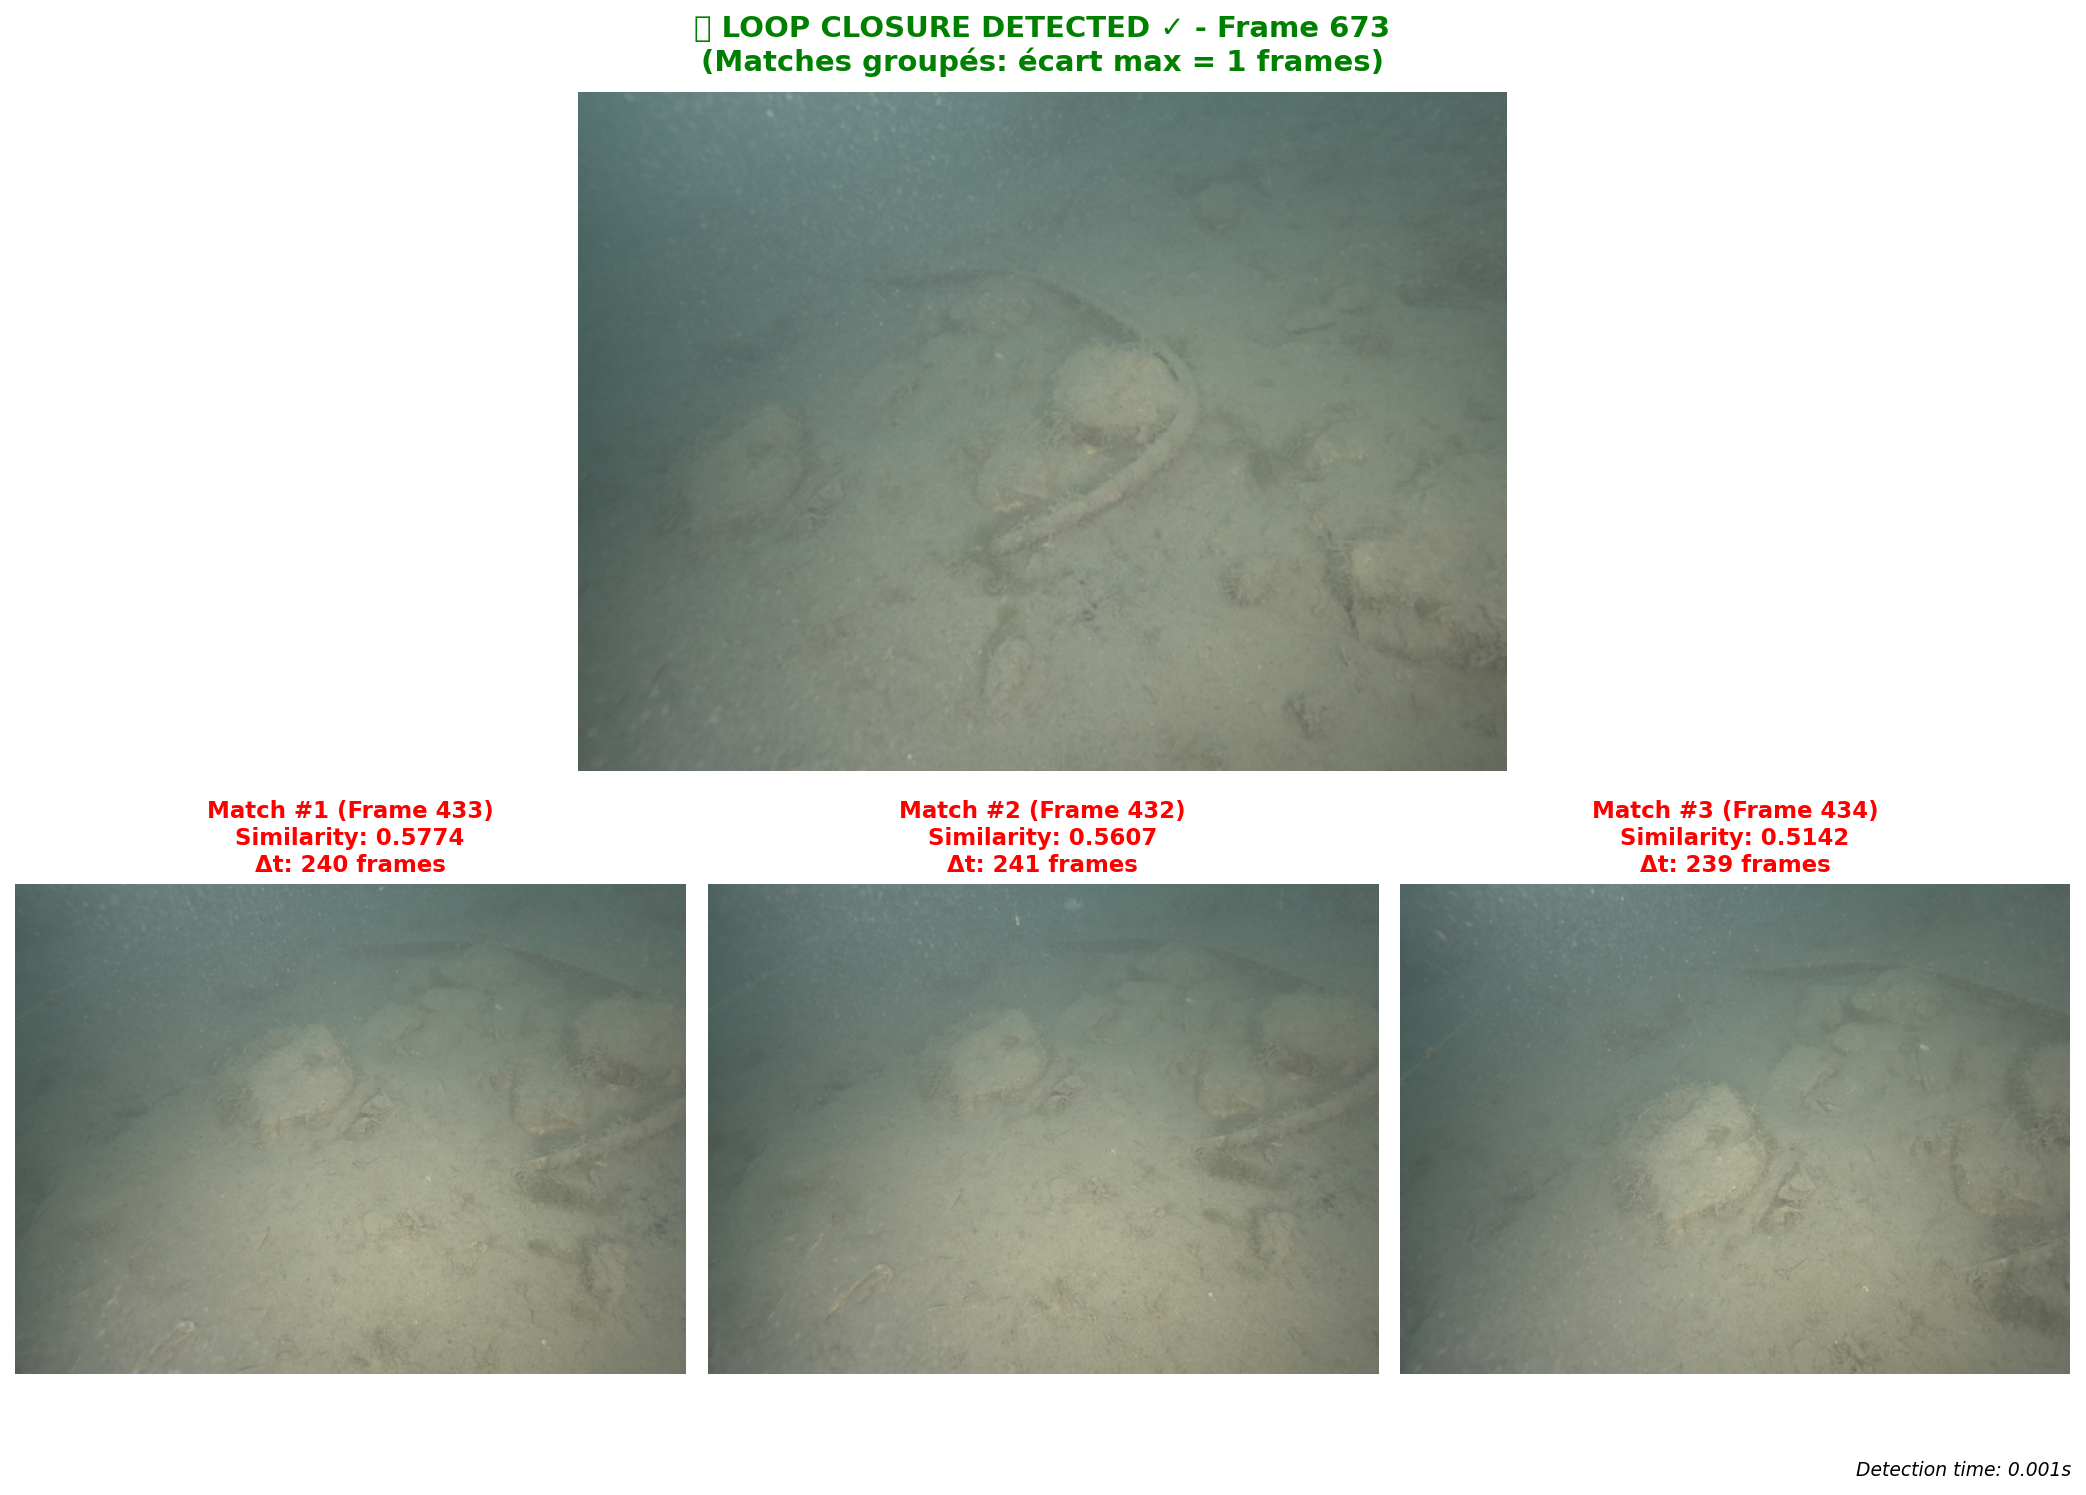 LOOP CLOSURE DETECTED ✓ - Frame 673
(Matches groupés: écart max = 1 frames)
Match #1 (Frame 433)
Similarity: 0.5774
Δt: 240 frames
Match #2 (Frame 432)
Similarity: 0.5607
Δt: 241 frames
Match #3 (Frame 434)
Similarity: 0.5142
Δt: 239 frames
Detection time: 0.001s